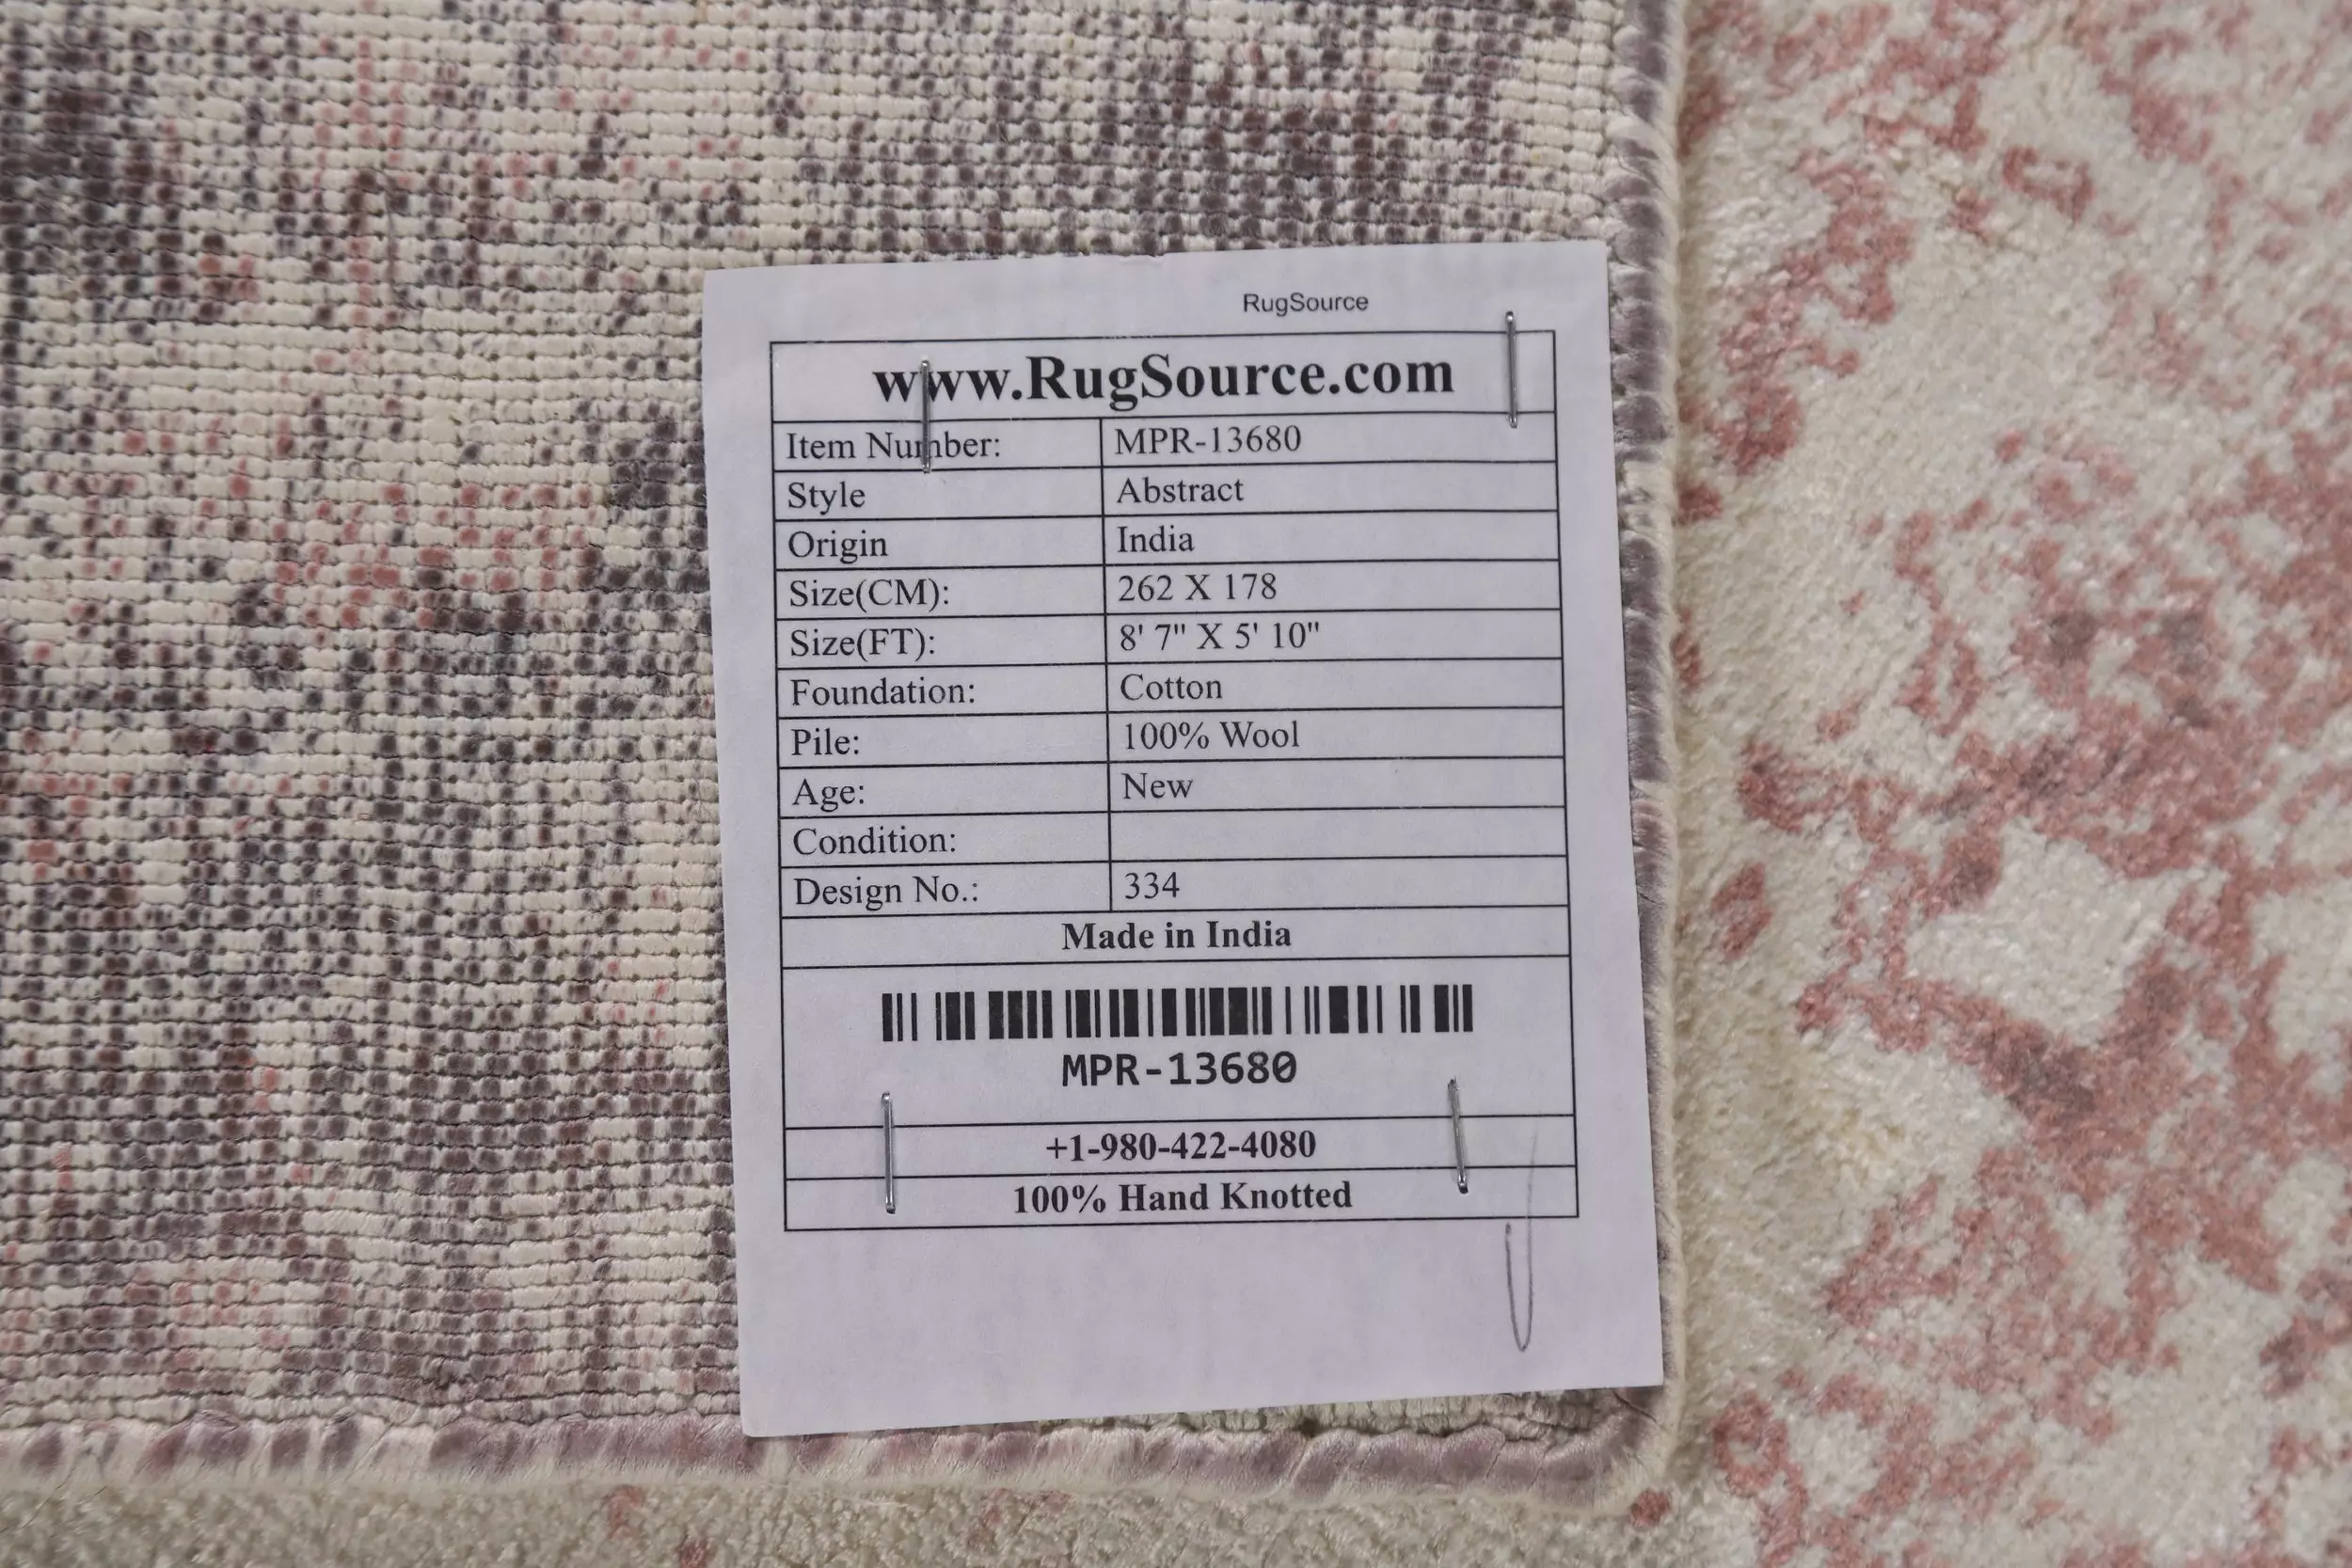 RugSource
www.RugSource.com
Item Number: MPR-13680
Style Abstract
Origin India
Size(CM): 262 X 178
Size(FT): 8' 7" X 5' 10"
Foundation: Cotton
Pile: 100% Wool
Age: New
Condition:
Design No.: 334
Made in India
MPR-13680
+1-980-422-4080
100% Hand Knotted